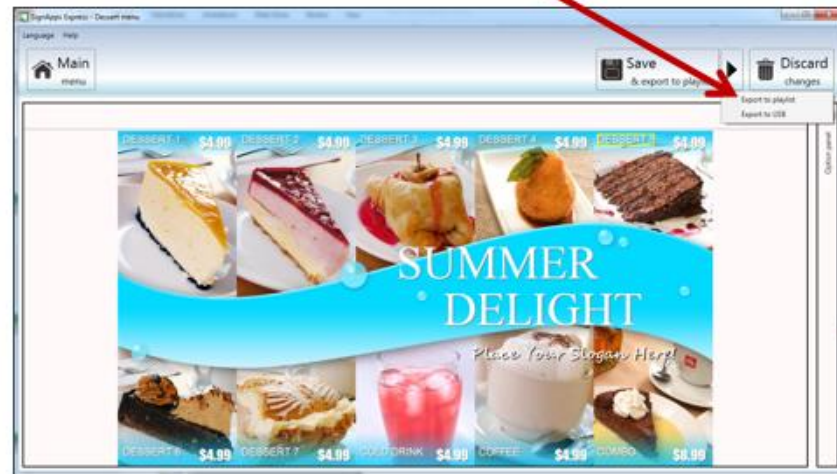 SignApps Express - Dessert menu
Language Help
Main
menu
Save
& export to play
Discard
changes
Export to playlist
Export to USB
Option panel
DESSERT 1 $4.99 DESSERT 2 $4.99 DESSERT 3 $4.99 DESSERT 4 $4.99 DESSERT $4.99
SUMMER
DELIGHT
Place Your Slogan Here!
DESSERT 6 $4.99 DESSERT 7 $4.99 COLD DRINK $4.99 COFFEE $4.99 COMBO $8.99